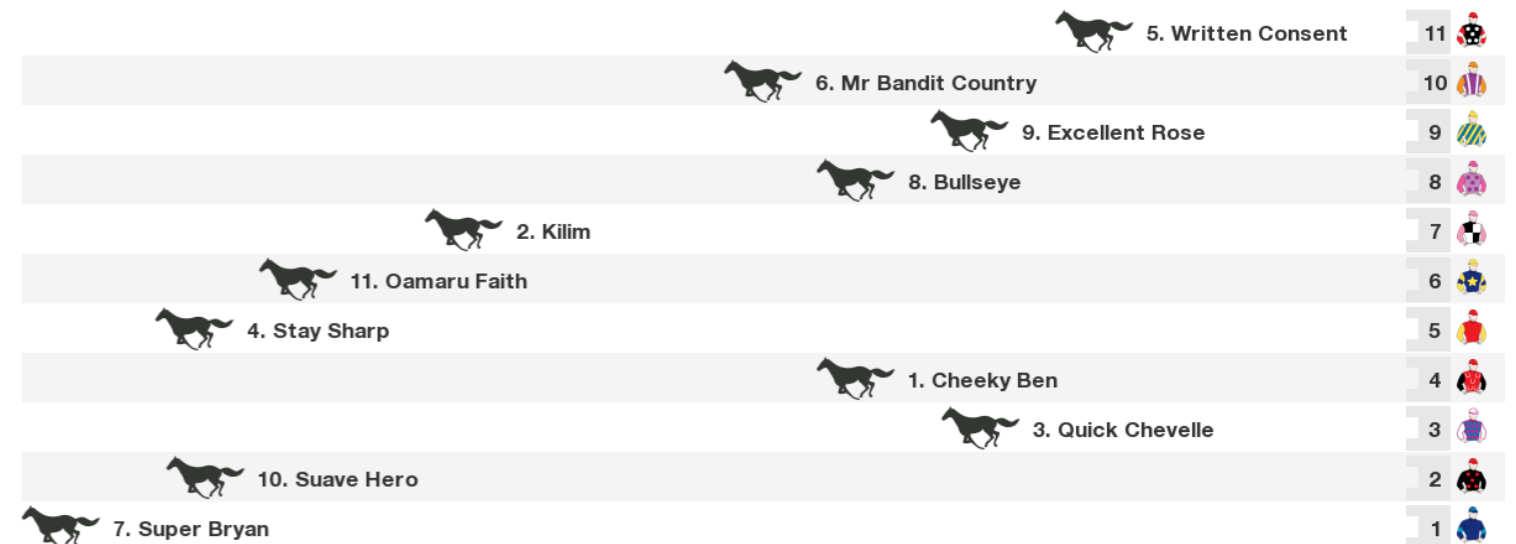 5. Written Consent 11
6. Mr Bandit Country 10
9. Excellent Rose 9
8. Bullseye 8
2. Kilim 7
11. Oamaru Faith 6
4. Stay Sharp 5
1. Cheeky Ben 4
3. Quick Chevelle 3
10. Suave Hero 2
7. Super Bryan 1